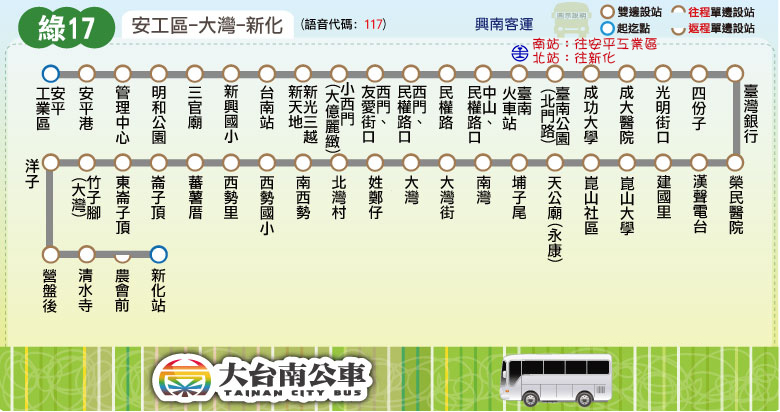 綠17
安工區-大灣-新化
(語音代碼: 117)
興南客運
雙邊設站
往程單邊設站
起迄點
返程單邊設站
南站：往安平工業區
北站：往新化
安平工業區
安平港
管理中心
明和公園
三官廟
新興國小
台南站
新光三越新天地
小西門(大億麗緻)
西門、友愛街口
西門、民權路口
民權路
中山、民權路口
臺南火車站
臺南公園(北門路)
成功大學
成大醫院
光明街口
四份子
臺灣銀行
洋子
竹子腳(大灣)
東崙子頂
崙子頂
蕃薯厝
西勢里
西勢國小
南西勢
北灣村
姓鄭仔
大灣
大灣街
南灣
埔子尾
天公廟(永康)
崑山社區
崑山大學
建國里
漢聲電台
榮民醫院
營盤後
清水寺
農會前
新化站
大台南公車
TAINAN CITY BUS